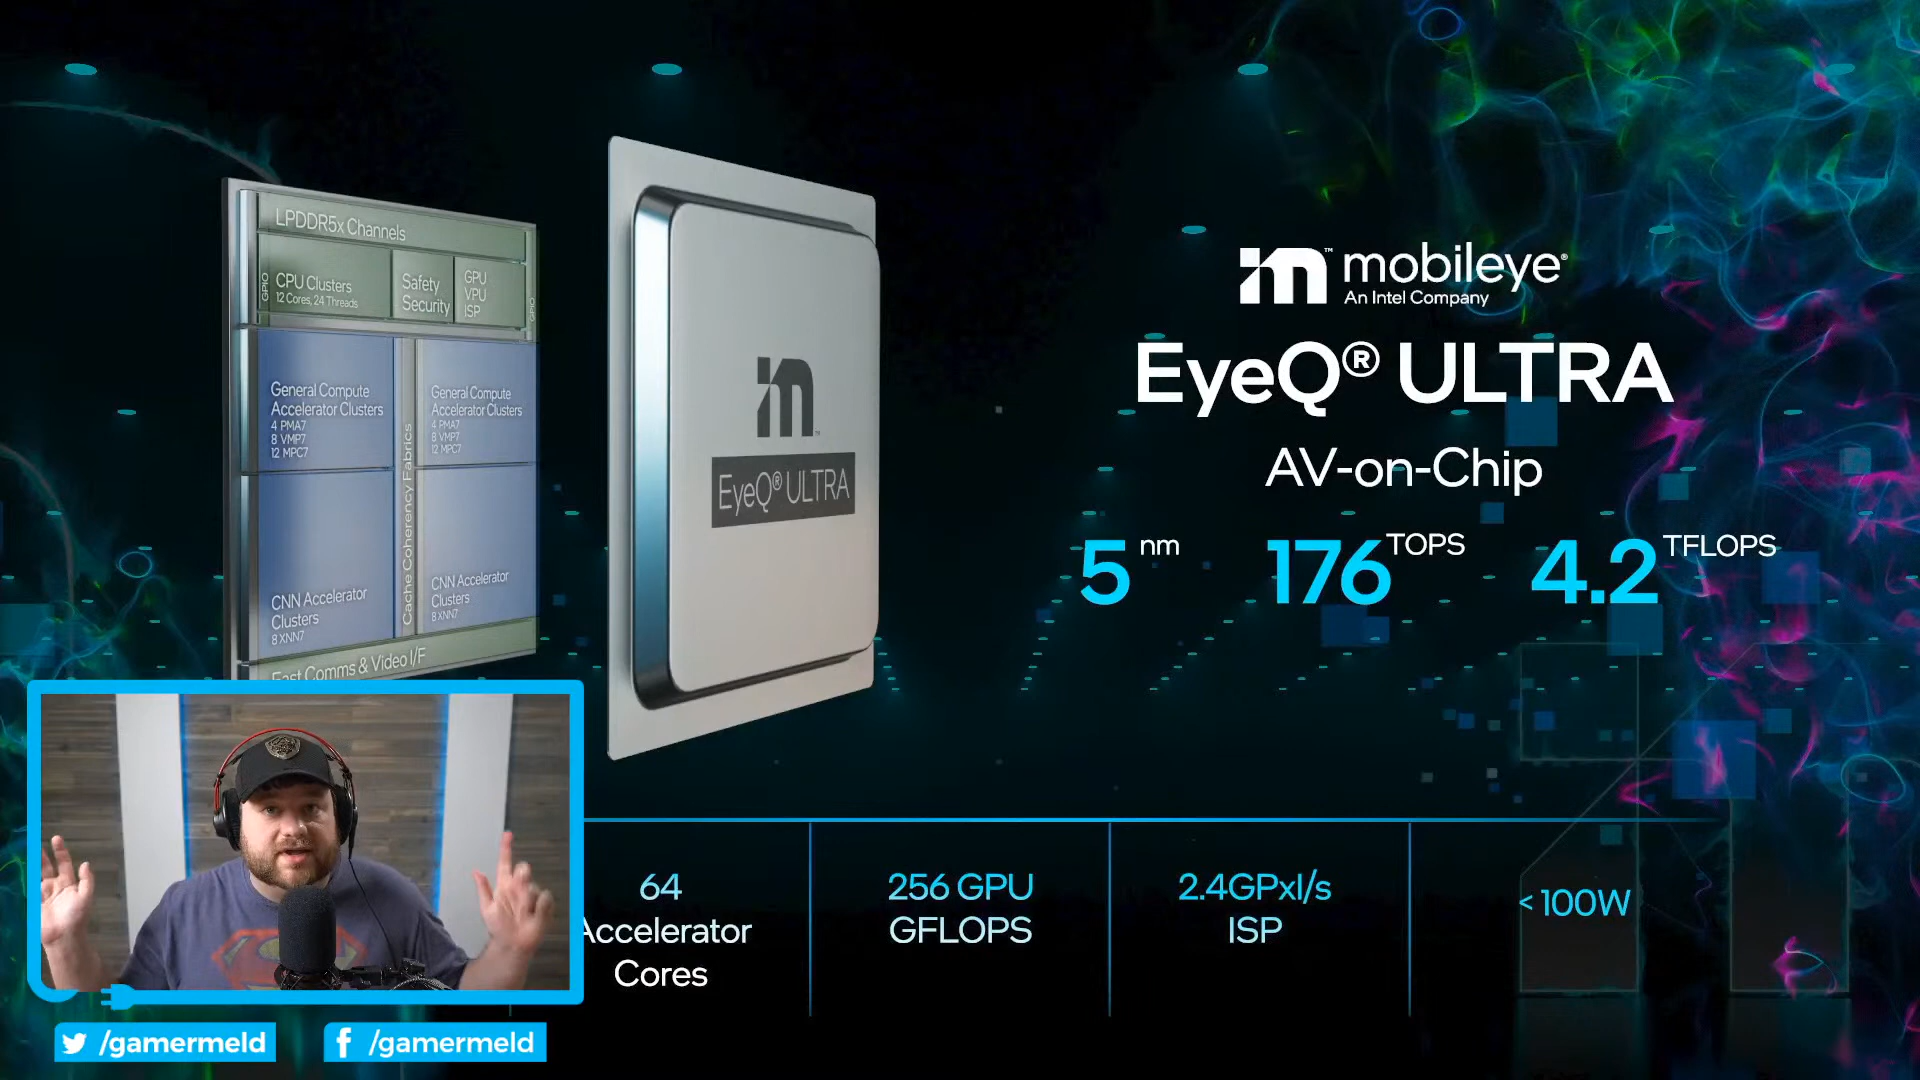 LPDDR5x Channels
GPIO
CPU Clusters
12 Cores, 24 Threads
Safety
Security
GPU
VPU
ISP
GPIO
General Compute
Accelerator Clusters
4 PMA7
8 VMP7
12 MPC7
General Compute
Accelerator Clusters
4 PMA7
8 VMP7
12 MPC7
Cache Coherency Fabrics
CNN Accelerator
Clusters
8 XNN7
CNN Accelerator
Clusters
8 XNN7
Fast Comms & Video I/F
EyeQ® ULTRA
mobileye®
An Intel Company
EyeQ® ULTRA
AV-on-Chip
5 nm 176 TOPS 4.2 TFLOPS
64
Accelerator
Cores
256 GPU
GFLOPS
2.4GPxl/s
ISP
< 100W
/gamermeld
/gamermeld